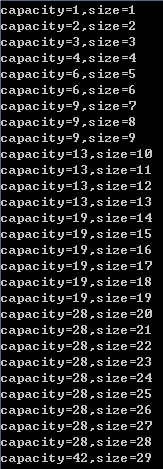 capacity=1,size=1
capacity=2,size=2
capacity=3,size=3
capacity=4,size=4
capacity=6,size=5
capacity=6,size=6
capacity=9,size=7
capacity=9,size=8
capacity=9,size=9
capacity=13,size=10
capacity=13,size=11
capacity=13,size=12
capacity=13,size=13
capacity=19,size=14
capacity=19,size=15
capacity=19,size=16
capacity=19,size=17
capacity=19,size=18
capacity=19,size=19
capacity=28,size=20
capacity=28,size=21
capacity=28,size=22
capacity=28,size=23
capacity=28,size=24
capacity=28,size=25
capacity=28,size=26
capacity=28,size=27
capacity=28,size=28
capacity=42,size=29